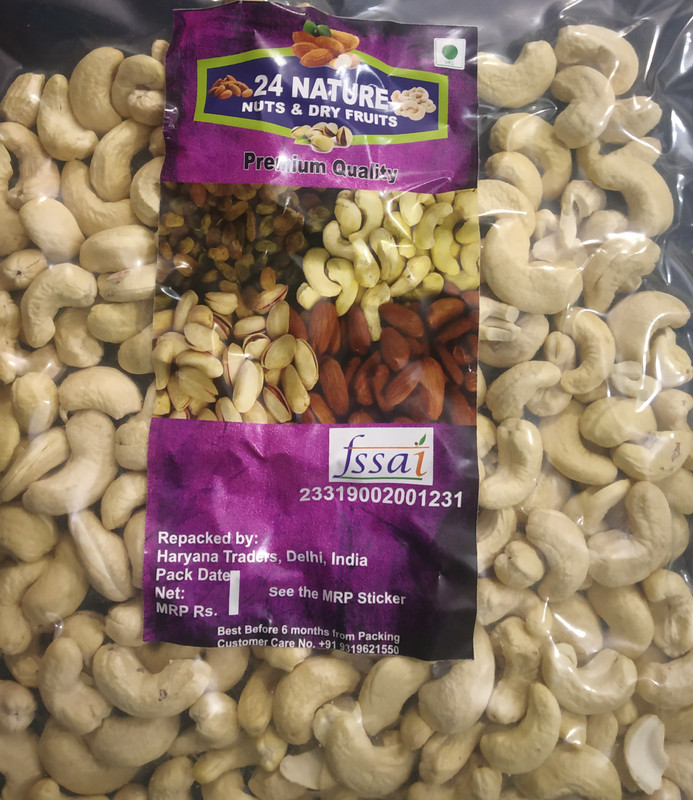 24 NATURE
NUTS & DRY FRUITS
Premium Quality
fssai
23319002001231
Repacked by:
Haryana Traders, Delhi, India
Pack Date
Net:
See the MRP Sticker
MRP Rs.
Best Before 6 months from Packing
Customer Care No. +91 9319621550